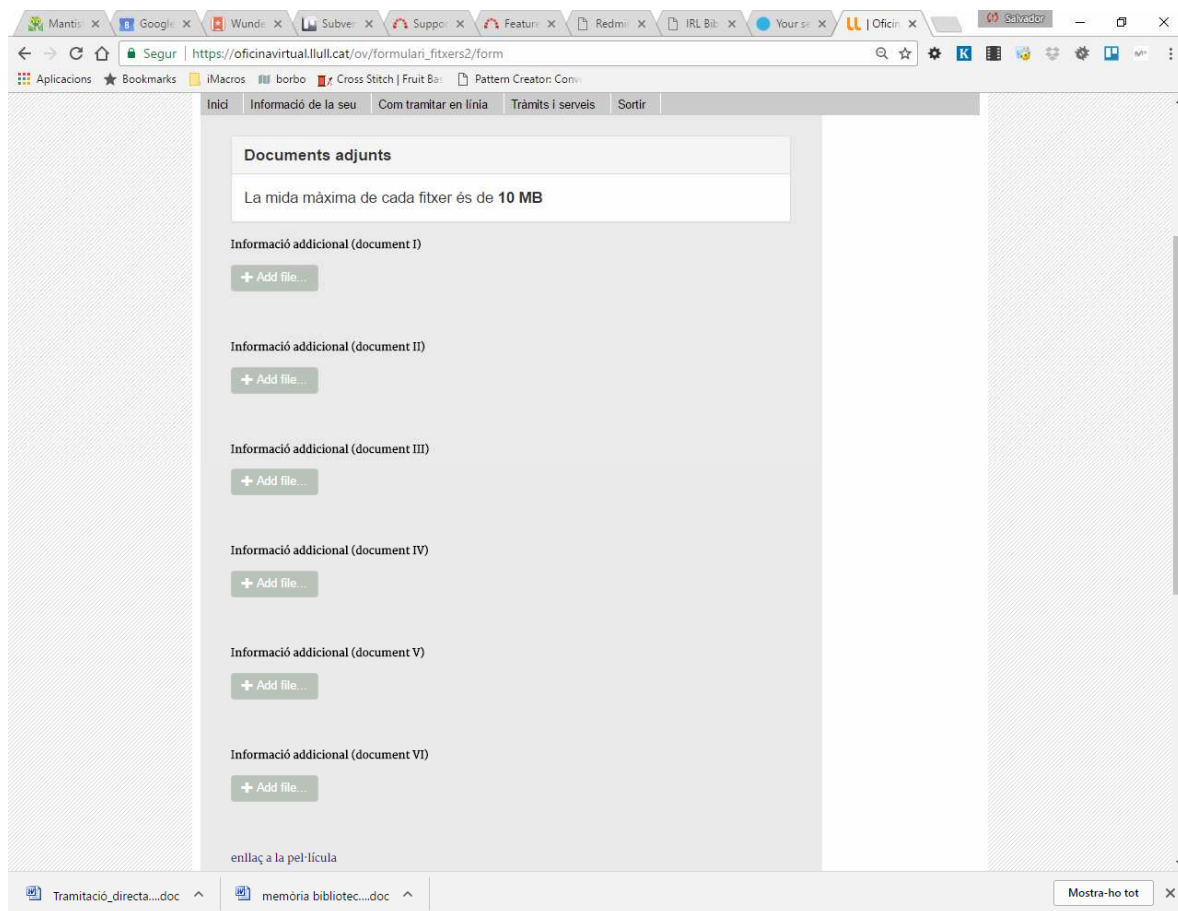 Mantis Google Wunde Subver Suppor Feature Redmi IRL Bib Your se | Oficin Salvador
Segur | https://oficinavirtual.llull.cat/ov/formulari_fitxers2/form
Aplicacions Bookmarks iMacros borbo Cross Stitch | Fruit Bas Pattern Creator: Conv
Inici Informació de la seu Com tramitar en línia Tràmits i serveis Sortir
Documents adjunts
La mida màxima de cada fitxer és de 10 MB
Informació addicional (document I)
+ Add file...
Informació addicional (document II)
+ Add file...
Informació addicional (document III)
+ Add file...
Informació addicional (document IV)
+ Add file...
Informació addicional (document V)
+ Add file...
Informació addicional (document VI)
+ Add file...
enllaç a la pel·lícula
Tramitació_directa....doc memòria bibliotec....doc Mostra-ho tot